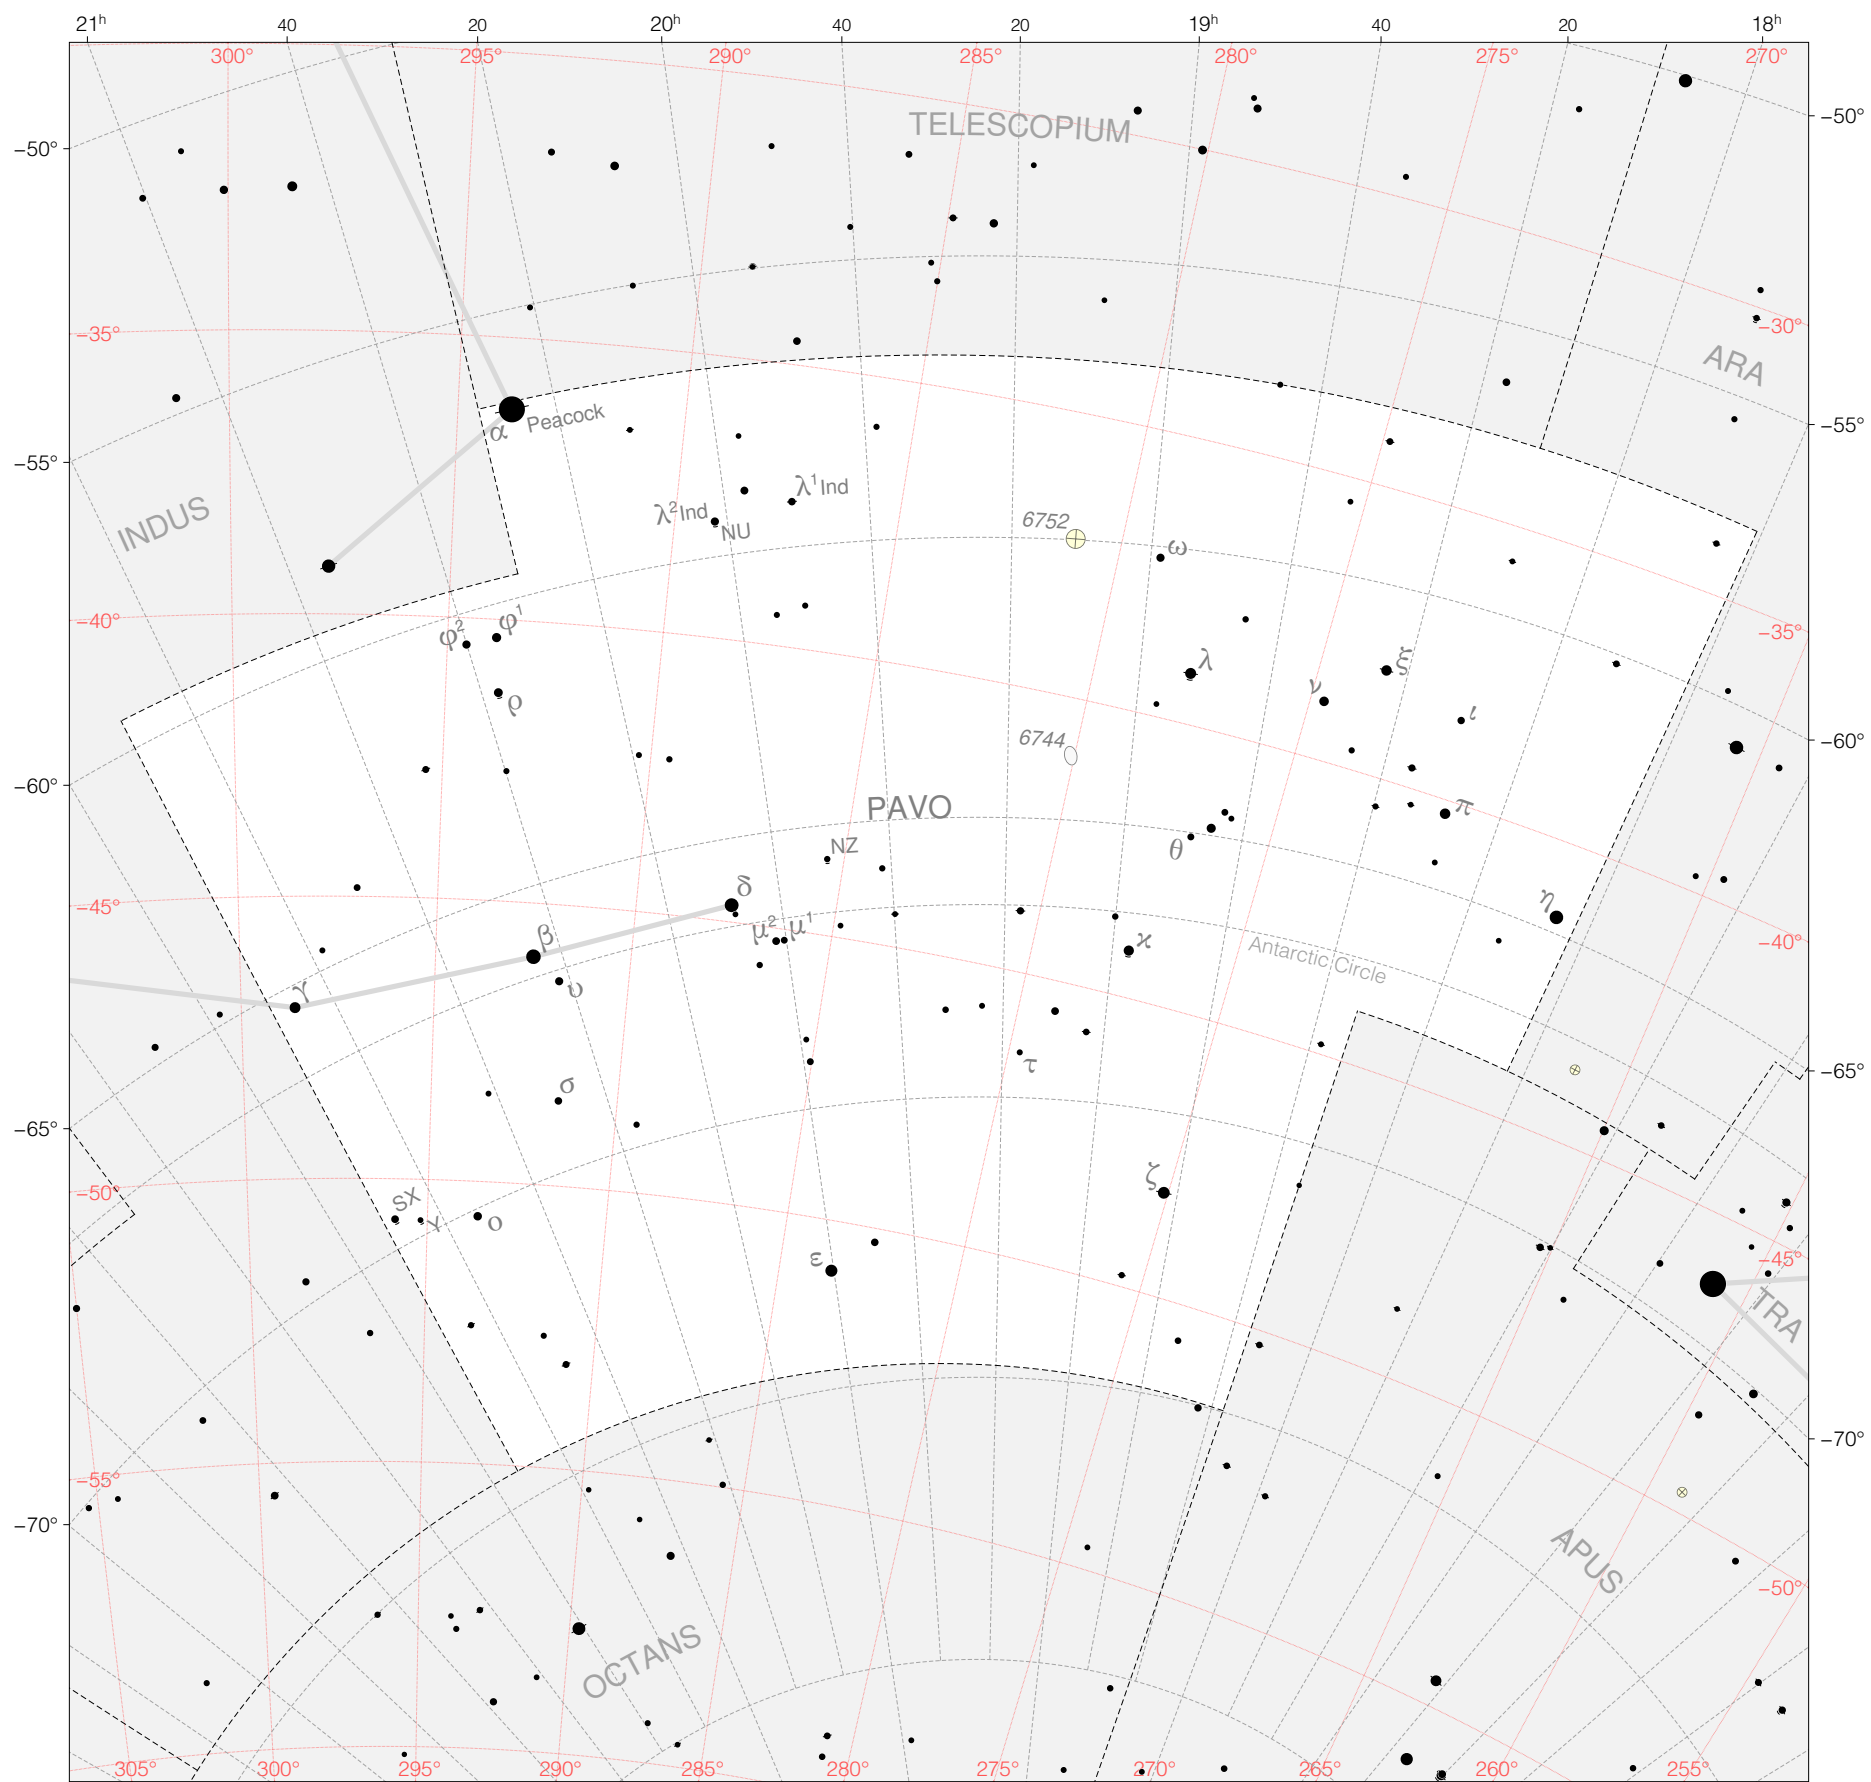 21h 40 20 20h 40 20 19h 40 20 18h
300° 295° 290° 285° 280° 275° 270°
TELESCOPIUM
−50° −50°
−35° −30°
ARA
α Peacock
−55° −55°
INDUS
λ²Ind λ¹Ind
NU
6752 ω
−40° −35°
φ² φ¹
ρ
λ ξ
ν
ι
6744
−60° −60°
PAVO
π
NZ
θ
δ
−45° −40°
η
μ² μ¹
β
ϰ
Antarctic Circle
γ
υ
τ
−65° −65°
σ
ζ
−50° −45°
SX
Y
ο
ε
TRA
−70° −70°
−55° −50°
APUS
OCTANS
305° 300° 295° 290° 285° 280° 275° 270° 265° 260° 255°